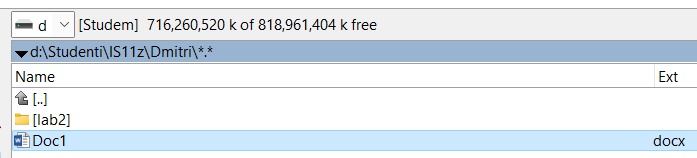 d [Studem] 716,260,520 k of 818,961,404 k free
d:\Studenti\IS11z\Dmitri\*.*
Name Ext
[..]
[lab2]
Doc1 docx